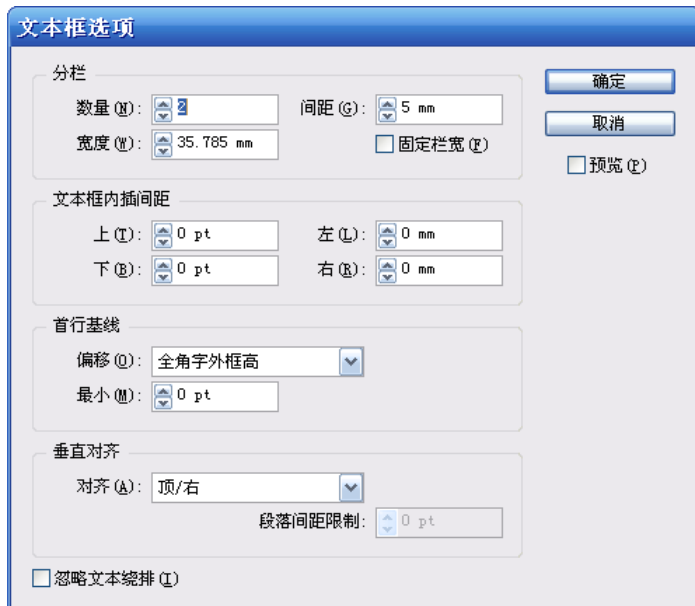 文本框选项
分栏
数量(N): 2 间距(G): 5 mm
宽度(W): 35.785 mm 固定栏宽(F)
确定
取消
预览(P)
文本框内插间距
上(T): 0 pt 左(L): 0 mm
下(B): 0 pt 右(R): 0 mm
首行基线
偏移(O): 全角字外框高
最小(M): 0 pt
垂直对齐
对齐(A): 顶/右
段落间距限制: 0 pt
忽略文本绕排(I)